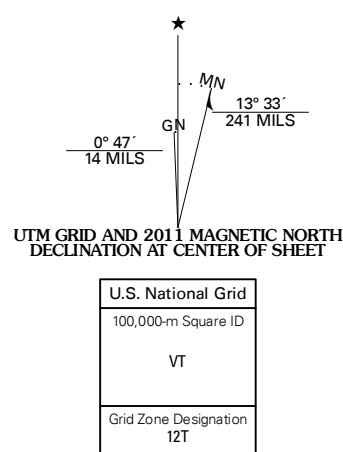 ★
MN
13° 33´
241 MILS
GN
0° 47´
14 MILS
UTM GRID AND 2011 MAGNETIC NORTH
DECLINATION AT CENTER OF SHEET
U.S. National Grid
100,000-m Square ID
VT
Grid Zone Designation
12T